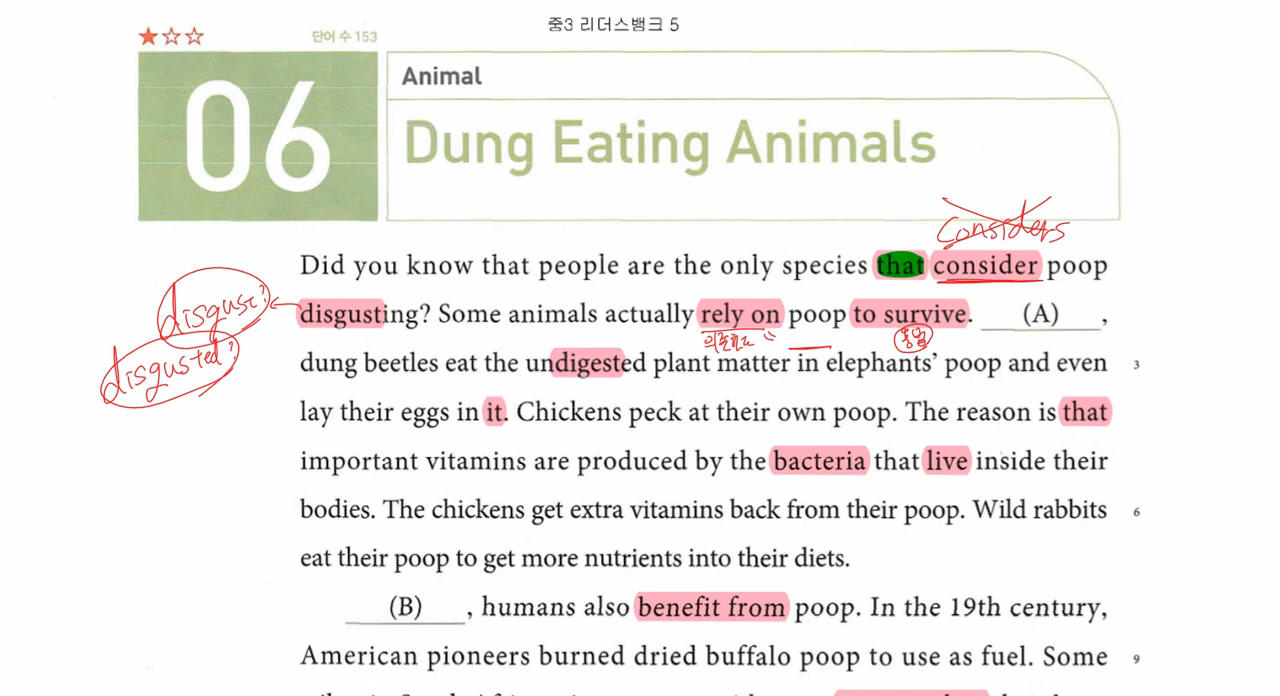 중3 리더스뱅크 5
★☆☆
단어 수 153
06
Animal
Dung Eating Animals
considers
Did you know that people are the only species that consider poop
disgust?
disgusting? Some animals actually rely on poop to survive. (A) ,
disgusted?
dung beetles eat the undigested plant matter in elephants' poop and even 3
lay their eggs in it. Chickens peck at their own poop. The reason is that
important vitamins are produced by the bacteria that live inside their
bodies. The chickens get extra vitamins back from their poop. Wild rabbits 6
eat their poop to get more nutrients into their diets.
(B) , humans also benefit from poop. In the 19th century,
American pioneers burned dried buffalo poop to use as fuel. Some 9